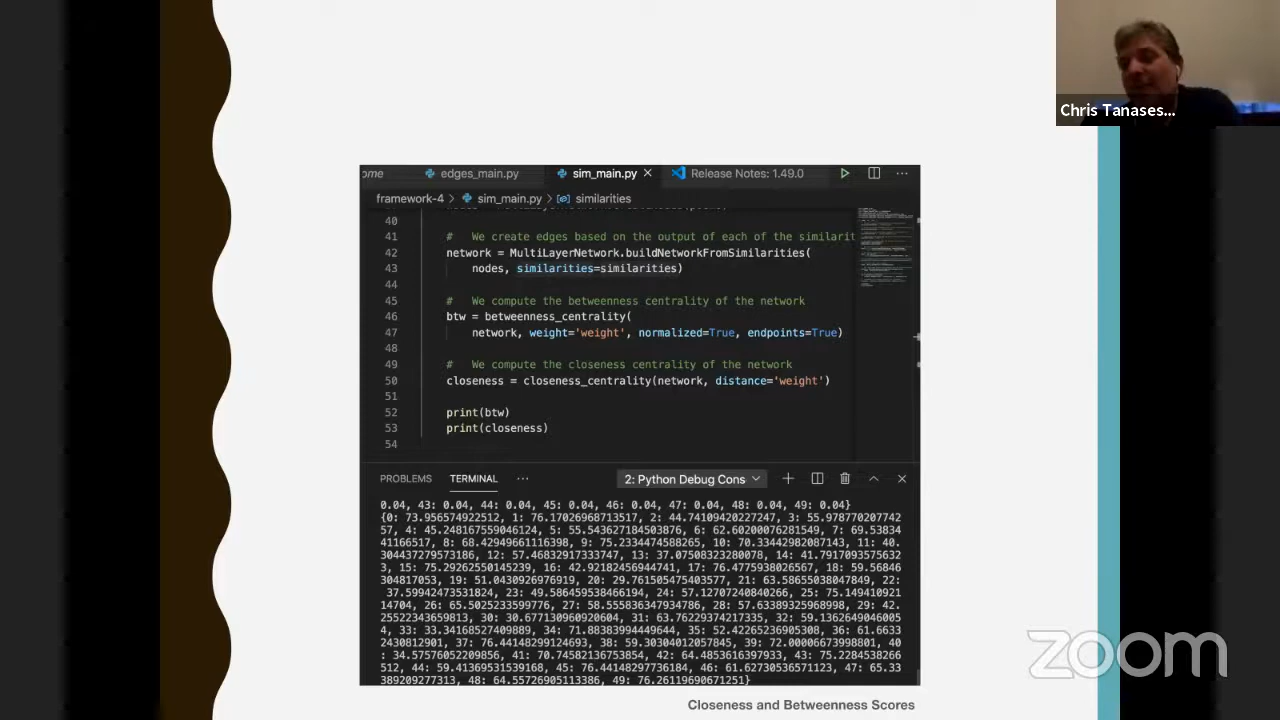 Chris Tanases...
ome
edges_main.py
sim_main.py
Release Notes: 1.49.0
framework-4 > sim_main.py > similarities
40
41 # We create edges based on the output of each of the similarit
42 network = MultiLayerNetwork.buildNetworkFromSimilarities(
43 nodes, similarities=similarities)
44
45 # We compute the betweenness centrality of the network
46 btw = betweenness_centrality(
47 network, weight='weight', normalized=True, endpoints=True)
48
49 # We compute the closeness centrality of the network
50 closeness = closeness_centrality(network, distance='weight')
51
52 print(btw)
53 print(closeness)
54
PROBLEMS TERMINAL ... 2: Python Debug Cons
0.04, 43: 0.04, 44: 0.04, 45: 0.04, 46: 0.04, 47: 0.04, 48: 0.04, 49: 0.04}
{0: 73.956574922512, 1: 76.17026968713517, 2: 44.74109420227247, 3: 55.978770207742
57, 4: 45.248167559046124, 5: 55.543627184503876, 6: 62.60200076281549, 7: 69.53834
41166517, 8: 68.42949661116398, 9: 75.2334474588265, 10: 70.33442982087143, 11: 40.
304437279573186, 12: 57.46832917333747, 13: 37.07508323280078, 14: 41.7917093575632
3, 15: 75.29262550145239, 16: 42.92182456944741, 17: 76.4775938026567, 18: 59.56846
304817053, 19: 51.0430926976919, 20: 29.761505475403577, 21: 63.58655038047849, 22:
37.59942473531824, 23: 49.586459538466194, 24: 57.12707240840266, 25: 75.149410921
14704, 26: 65.5025233599776, 27: 58.555836347934786, 28: 57.63389325968998, 29: 42.
25522343659813, 30: 30.677130960920604, 31: 63.76229374217335, 32: 59.1362649046005
4, 33: 33.34168527409889, 34: 71.88383994449644, 35: 52.42265236905308, 36: 61.6633
2430812901, 37: 76.44148299124693, 38: 59.30304012057845, 39: 72.00066673998801, 40
: 34.57576052209856, 41: 70.74582136753854, 42: 64.4853616397933, 43: 75.2284538266
512, 44: 59.41369531539168, 45: 76.44148297736184, 46: 61.62730536571123, 47: 65.33
389209277313, 48: 64.55726905113386, 49: 76.26119690671251}
zoom
Closeness and Betweenness Scores